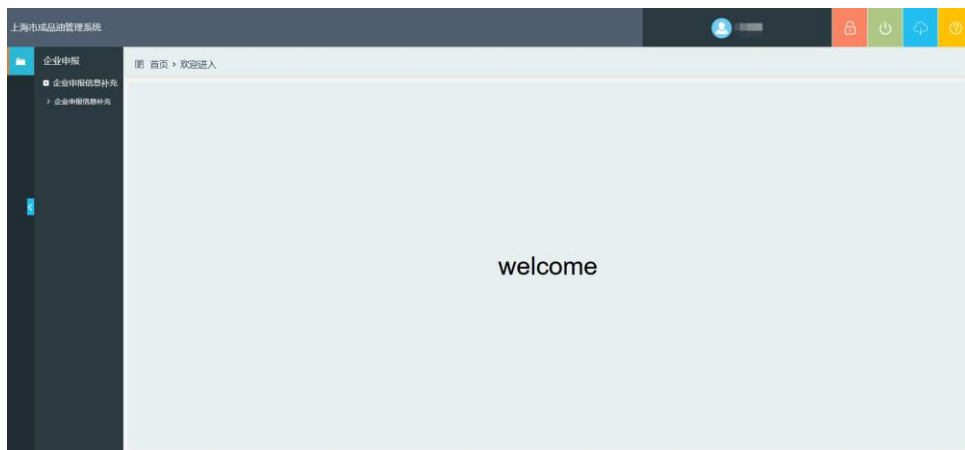 上海市成品油管理系统
企业申报
首页 > 欢迎进入
企业申报信息补充
> 企业申报信息补充
welcome